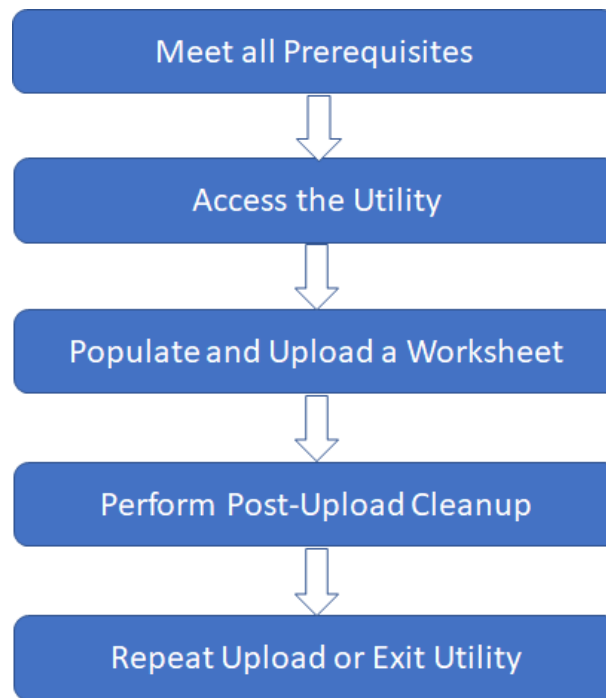 Meet all Prerequisites
Access the Utility
Populate and Upload a Worksheet
Perform Post-Upload Cleanup
Repeat Upload or Exit Utility